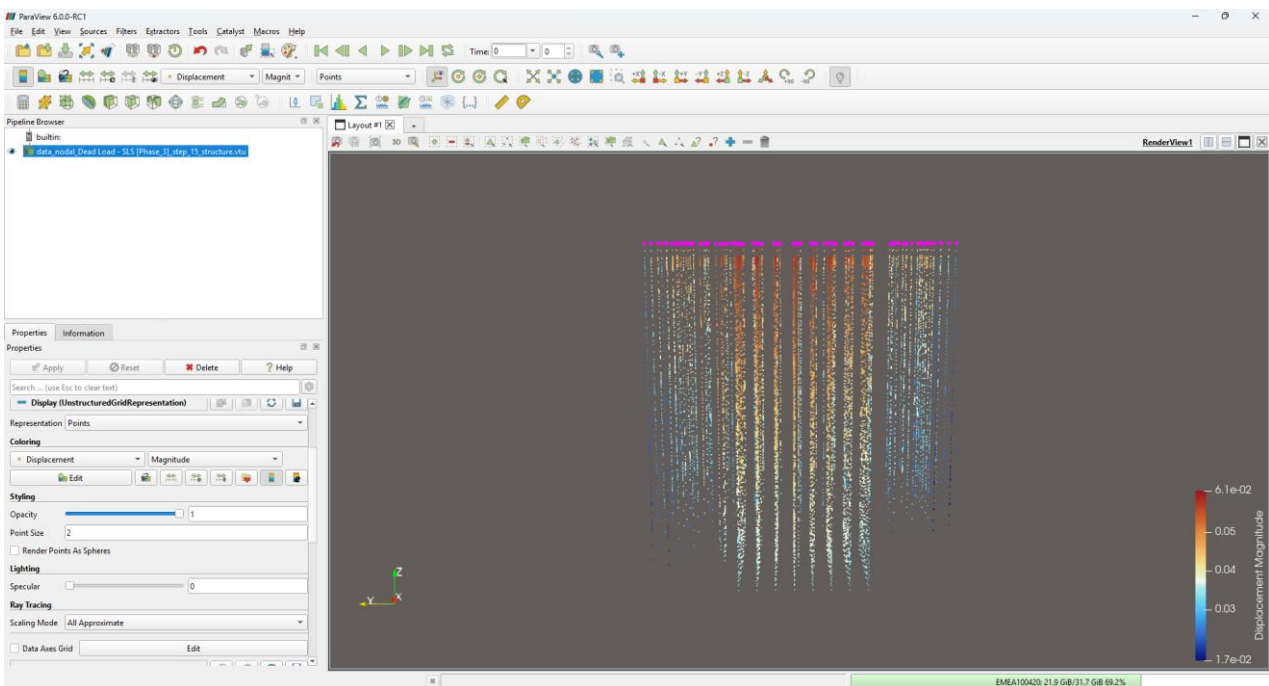 ParaView 6.0.0-RC1
File Edit View Sources Filters Extractors Tools Catalyst Macros Help
Time: 0 0
Displacement Magnit Points
Pipeline Browser
builtin:
data_nodal_Dead Load - SLS [Phase_3]_step_15_structure.vtu
Layout #1
3D
RenderView1
Properties Information
Properties
Apply Reset Delete ? Help
Search ... (use Esc to clear text)
Display (UnstructuredGridRepresentation)
Representation Points
Coloring
Displacement Magnitude
Edit
Styling
Opacity 1
Point Size 2
Render Points As Spheres
Lighting
Specular 0
Ray Tracing
Scaling Mode All Approximate
Data Axes Grid Edit
Z
Y
X
6.1e-02
0.05
0.04
0.03
1.7e-02
Displacement Magnitude
EMEA100420: 21.9 GiB/31.7 GiB 69.2%